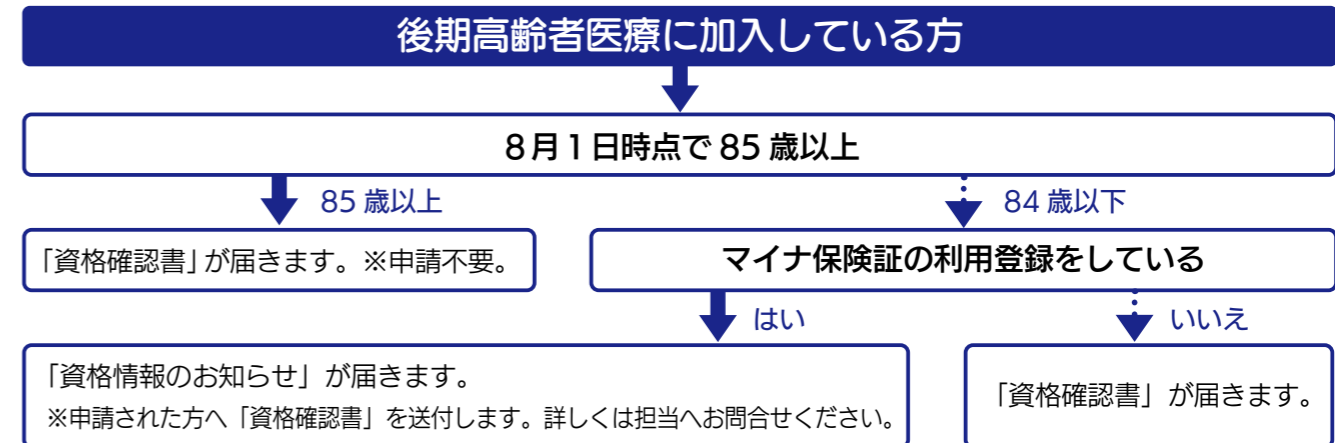 後期高齢者医療に加入している方
8月1日時点で 85 歳以上
85 歳以上
84 歳以下
「資格確認書」が届きます。※申請不要。
マイナ保険証の利用登録をしている
はい
いいえ
「資格情報のお知らせ」が届きます。
※申請された方へ「資格確認書」を送付します。詳しくは担当へお問合せください。
「資格確認書」が届きます。